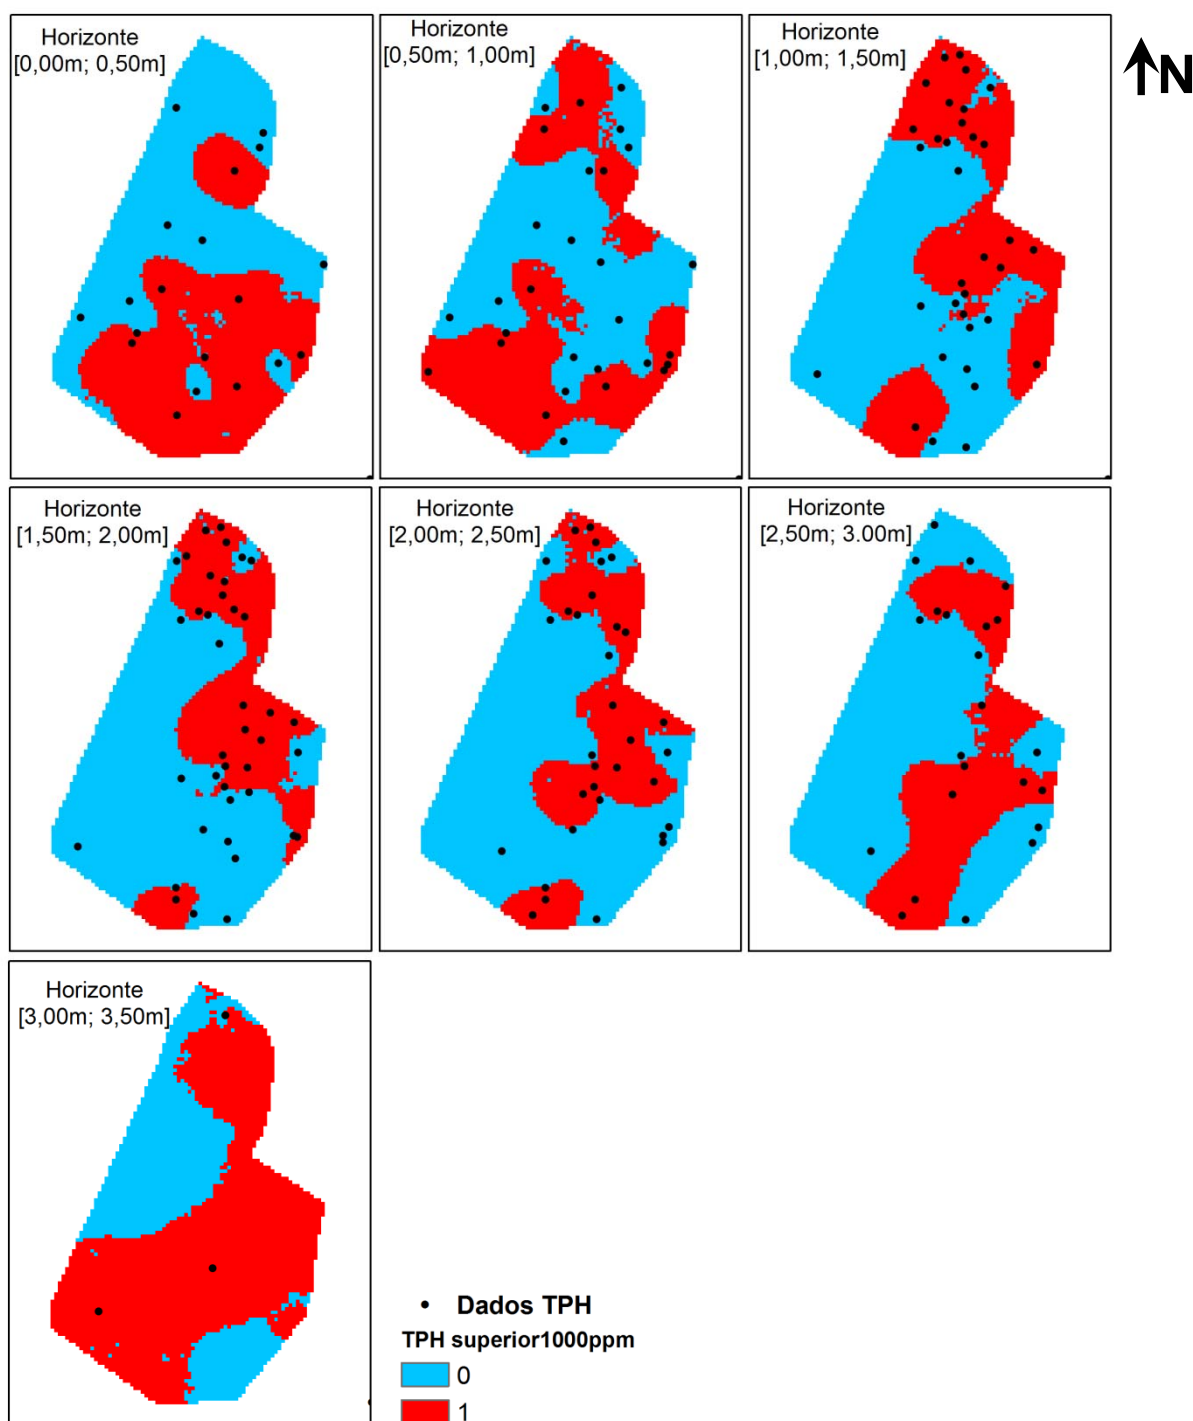 Horizonte
[0,00m; 0,50m]
Horizonte
[0,50m; 1,00m]
Horizonte
[1,00m; 1,50m]
N
Horizonte
[1,50m; 2,00m]
Horizonte
[2,00m; 2,50m]
Horizonte
[2,50m; 3.00m]
Horizonte
[3,00m; 3,50m]
Dados TPH
TPH superior1000ppm
0
1